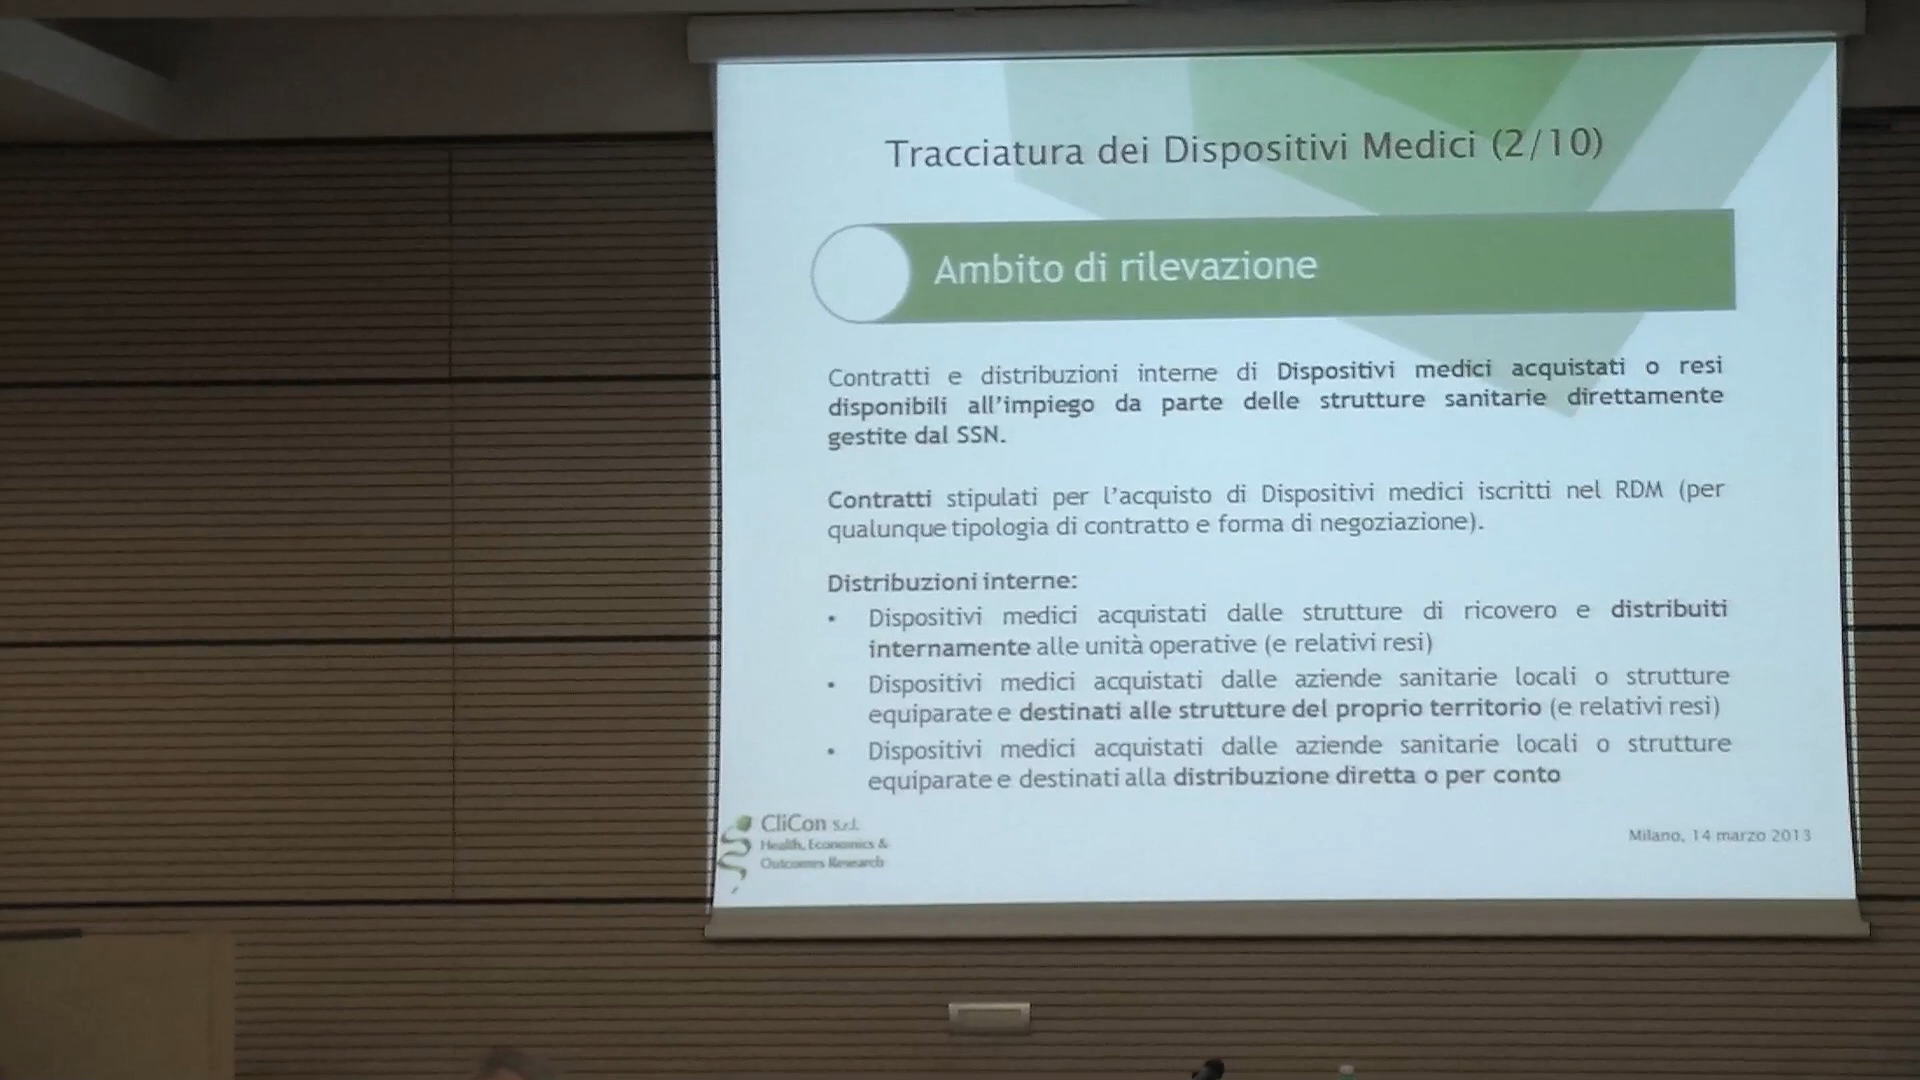 Tracciatura dei Dispositivi Medici (2/10)
Ambito di rilevazione
Contratti e distribuzioni interne di Dispositivi medici acquistati o resi
disponibili all'impiego da parte delle strutture sanitarie direttamente
gestite dal SSN.
Contratti stipulati per l'acquisto di Dispositivi medici iscritti nel RDM (per
qualunque tipologia di contratto e forma di negoziazione).
Distribuzioni interne:
• Dispositivi medici acquistati dalle strutture di ricovero e distribuiti
internamente alle unità operative (e relativi resi)
• Dispositivi medici acquistati dalle aziende sanitarie locali o strutture
equiparate e destinati alle strutture del proprio territorio (e relativi resi)
• Dispositivi medici acquistati dalle aziende sanitarie locali o strutture
equiparate e destinati alla distribuzione diretta o per conto
CliCon S.r.l.
Health, Economics &
Outcomes Research
Milano, 14 marzo 2013